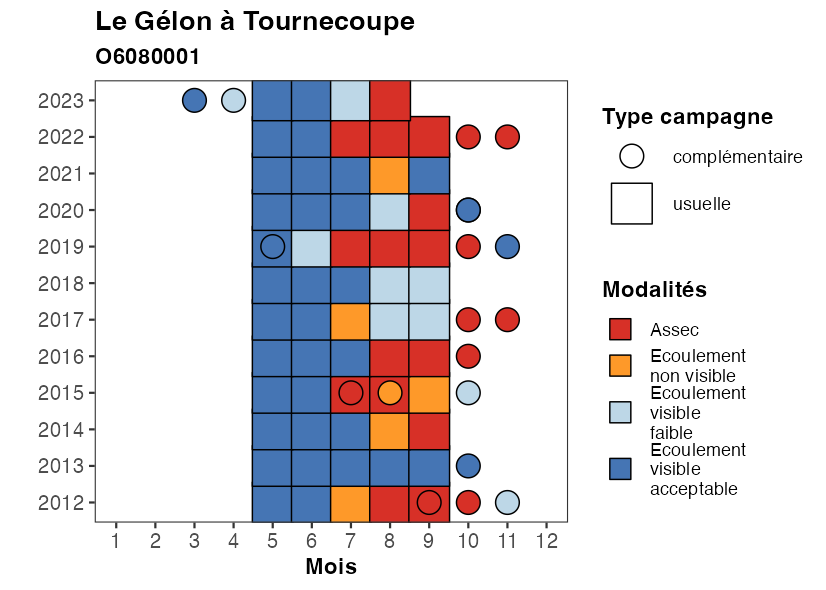 Le Gélon à Tournecoupe
O6080001
2023
2022
2021
2020
2019
2018
2017
2016
2015
2014
2013
2012
1 2 3 4 5 6 7 8 9 10 11 12
Mois
Type campagne
complémentaire
usuelle
Modalités
Assec
Ecoulement
non visible
Ecoulement
visible
faible
Ecoulement
visible
acceptable